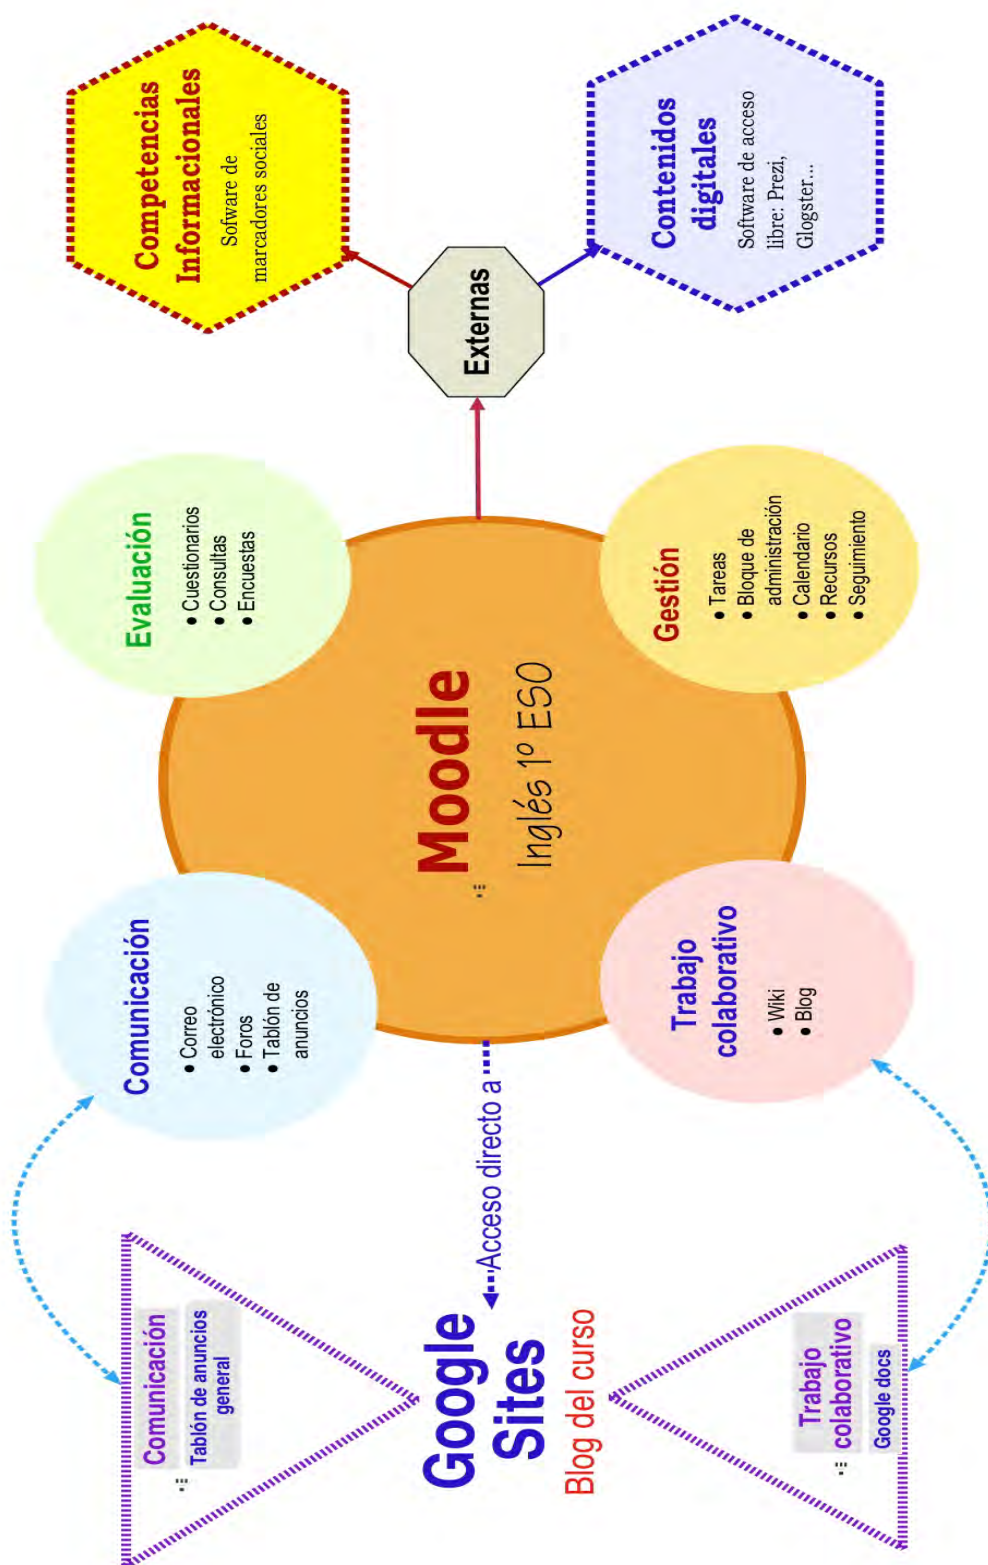 Comunicación
Tablón de anuncios
general
Google
Sites
Blog del curso
Trabajo
colaborativo
Google docs
Acceso directo a
Comunicación
• Correo
electrónico
• Foros
• Tablón de
anuncios
Trabajo
colaborativo
• Wiki
• Blog
Moodle
Inglés 1º ESO
Evaluación
• Cuestionarios
• Consultas
• Encuestas
Gestión
• Tareas
• Bloque de
administración
• Calendario
• Recursos
• Seguimiento
Externas
Competencias
Informacionales
Sofware de
marcadores sociales
Contenidos
digitales
Software de acceso
libre: Prezi,
Glogster...